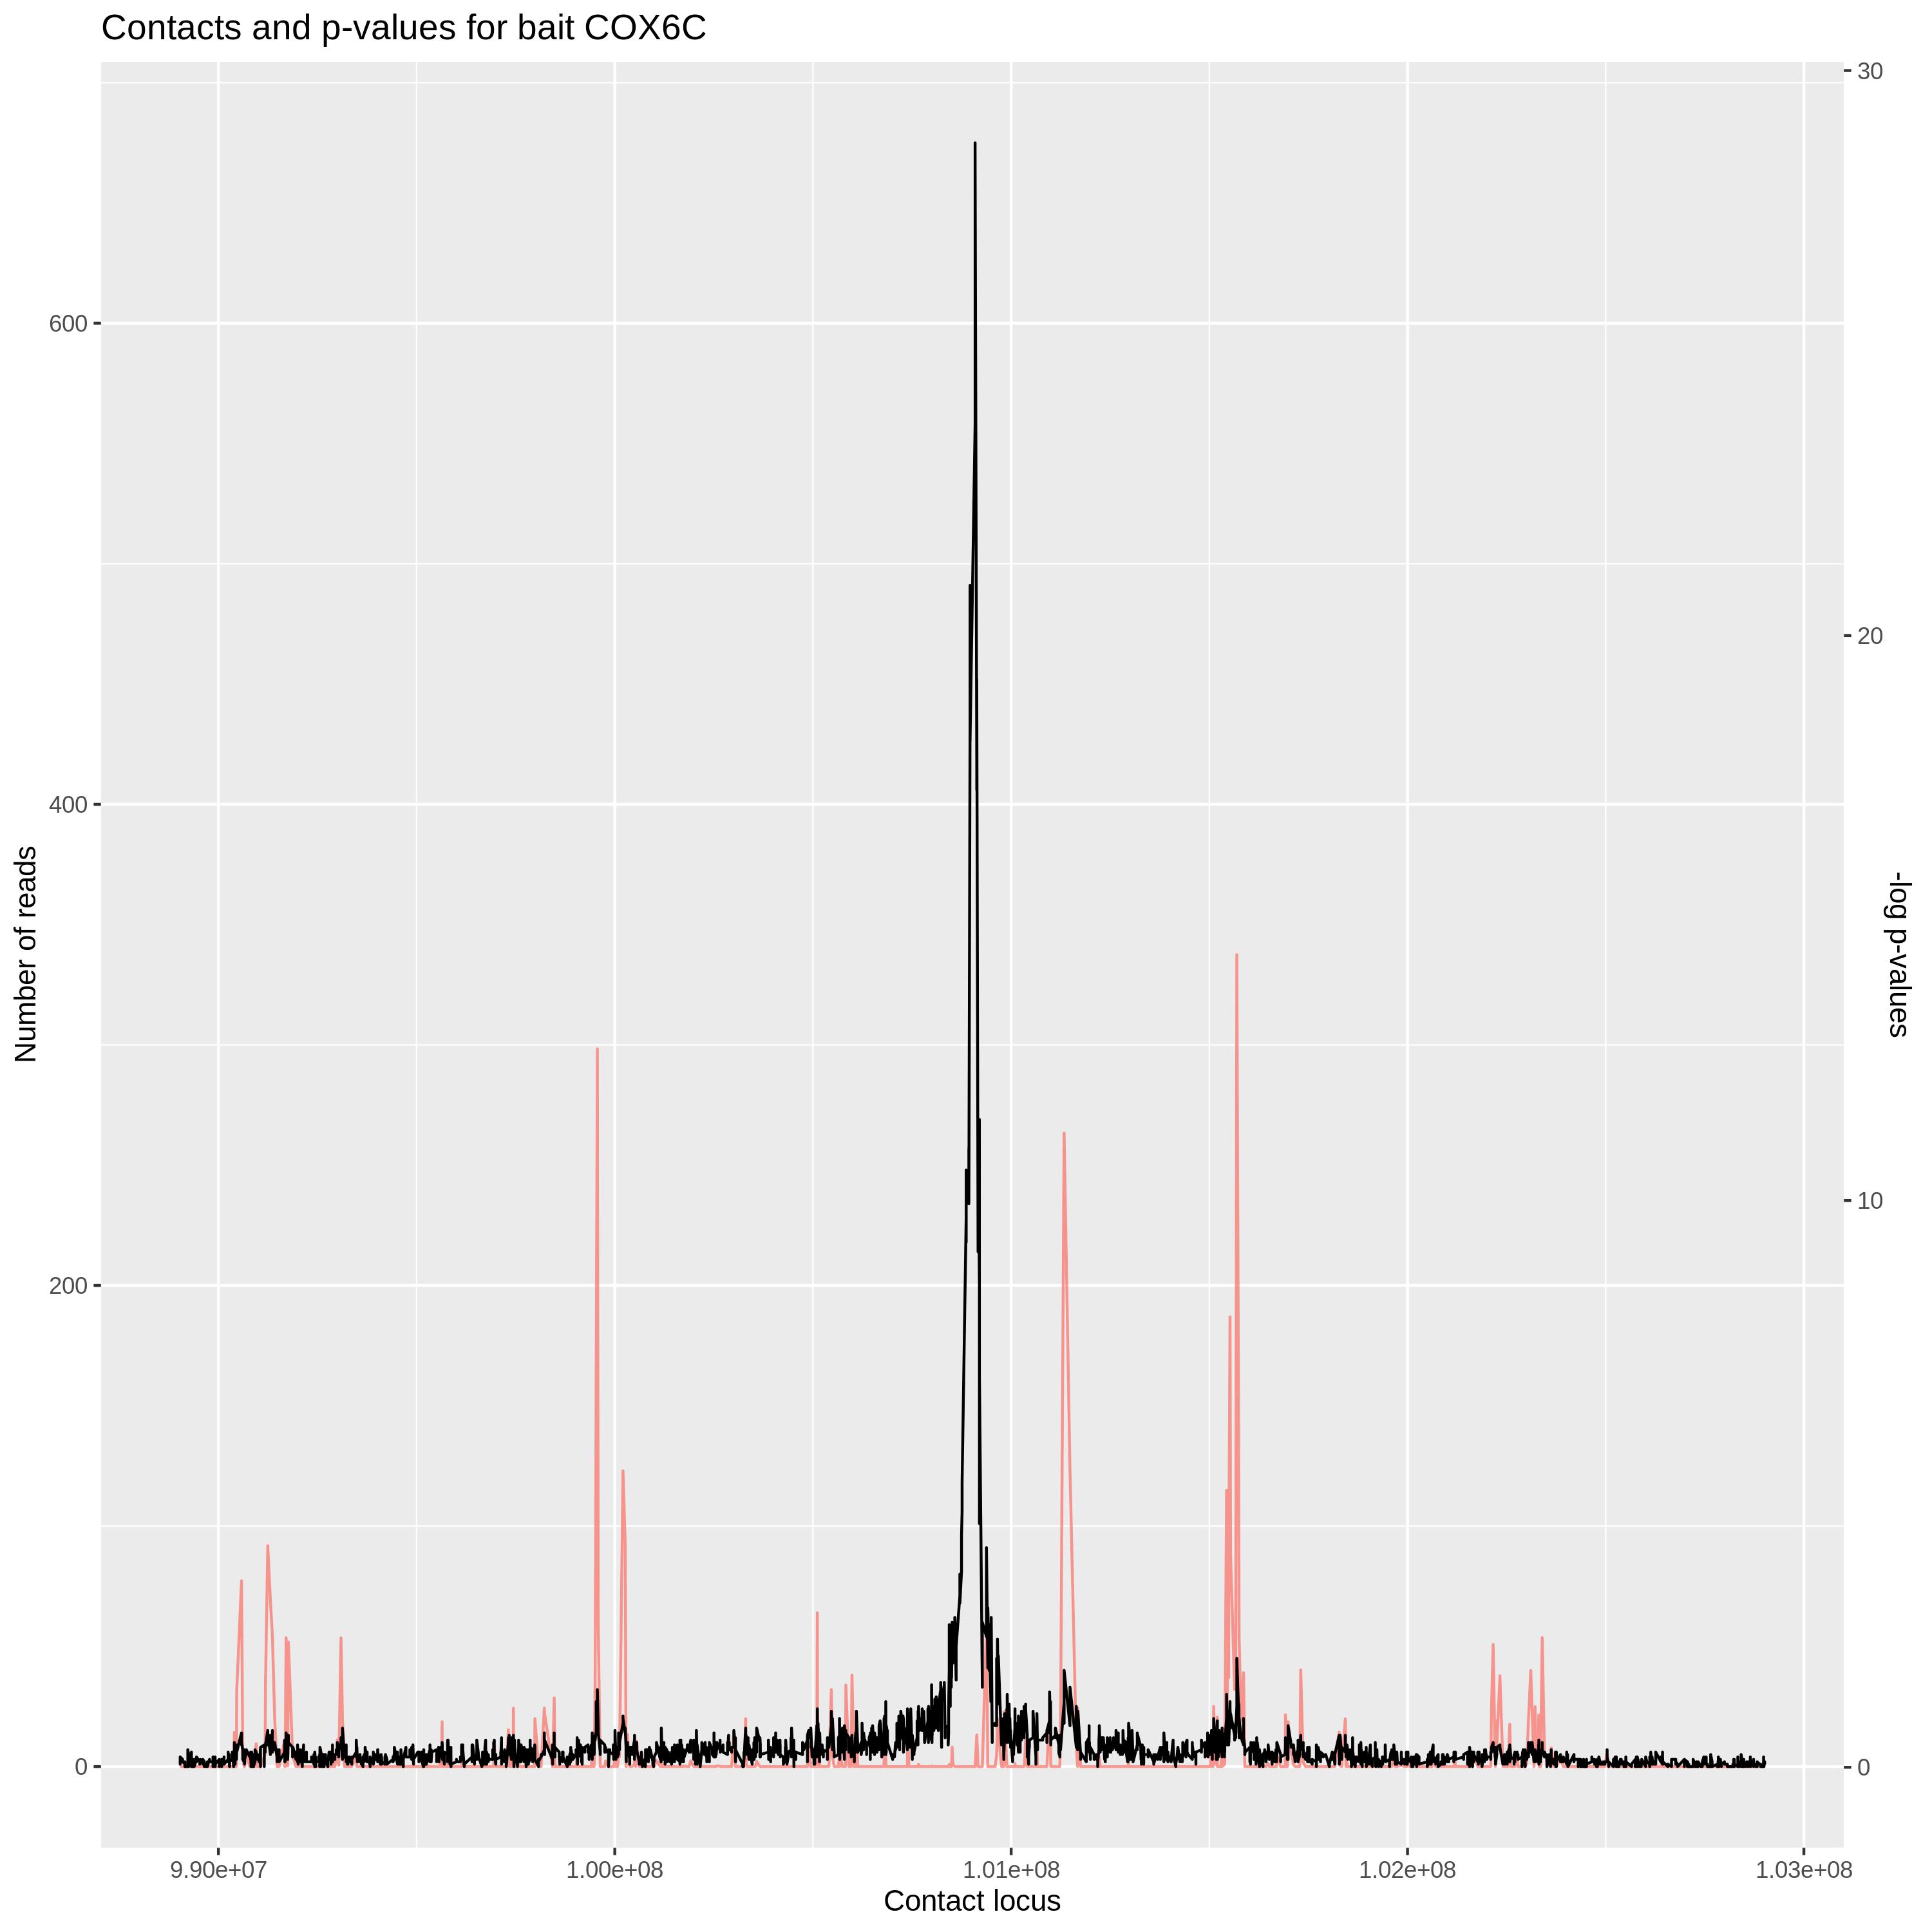 Contacts and p-values for bait COX6C
30
600
20
400
Number of reads
-log p-values
10
200
0
0
9.90e+07
1.00e+08
1.01e+08
1.02e+08
1.03e+08
Contact locus